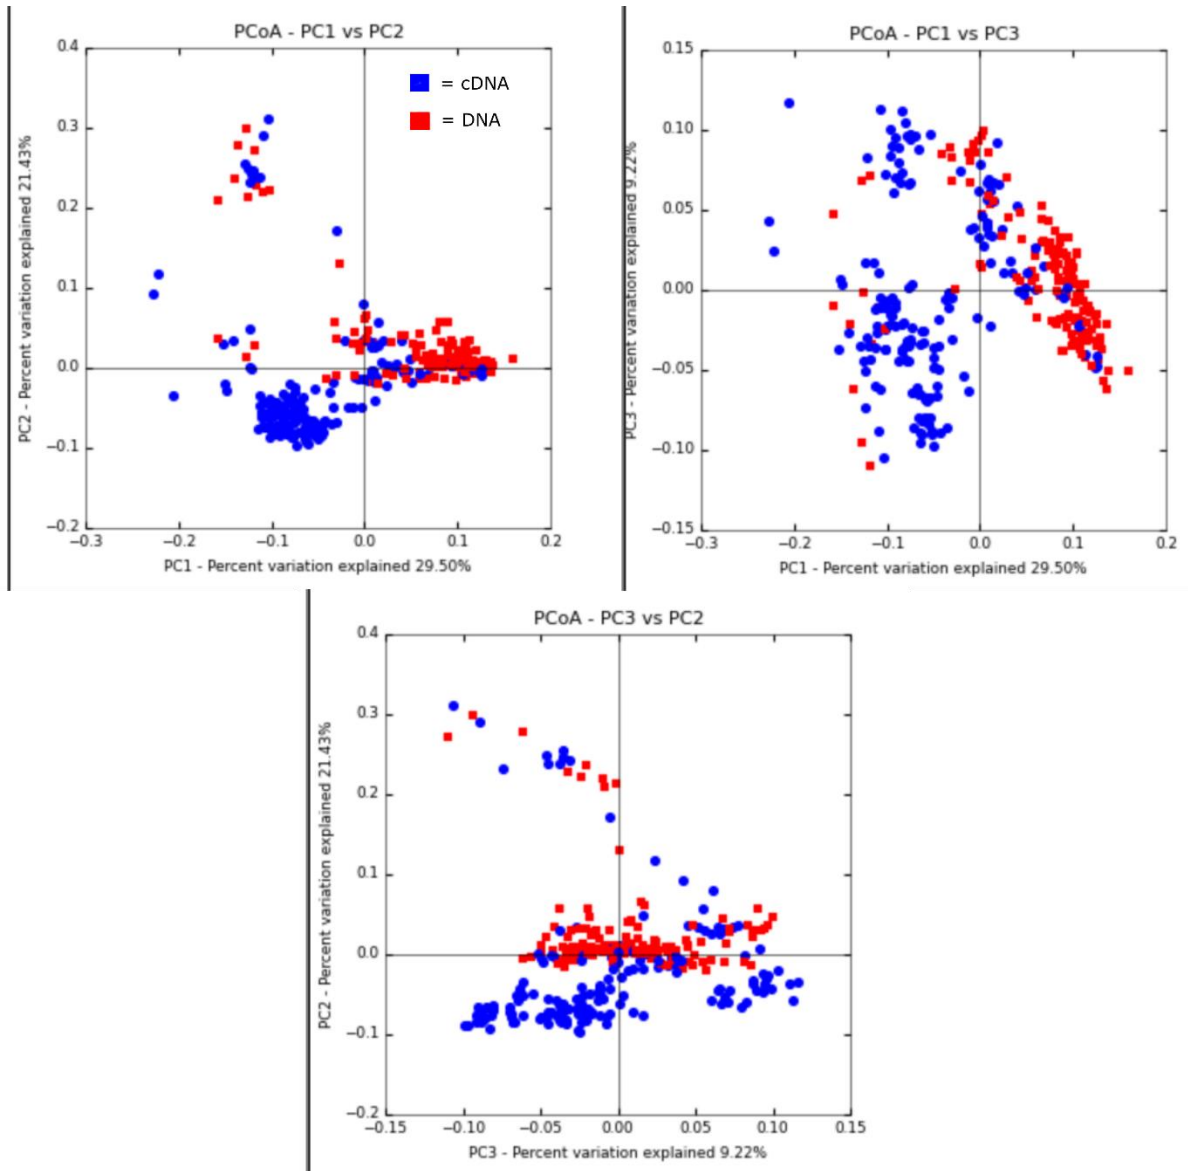 PCoA - PC1 vs PC2
0.4
0.3
0.2
0.1
0.0
−0.1
−0.2
PC2 - Percent variation explained 21.43%
= cDNA
= DNA
−0.3 −0.2 −0.1 0.0 0.1 0.2
PC1 - Percent variation explained 29.50%
PCoA - PC1 vs PC3
0.15
0.10
0.05
0.00
−0.05
−0.10
−0.15
PC3 - Percent variation explained 9.22%
−0.3 −0.2 −0.1 0.0 0.1 0.2
PC1 - Percent variation explained 29.50%
PCoA - PC3 vs PC2
0.4
0.3
0.2
0.1
0.0
−0.1
−0.2
PC2 - Percent variation explained 21.43%
−0.15 −0.10 −0.05 0.00 0.05 0.10 0.15
PC3 - Percent variation explained 9.22%